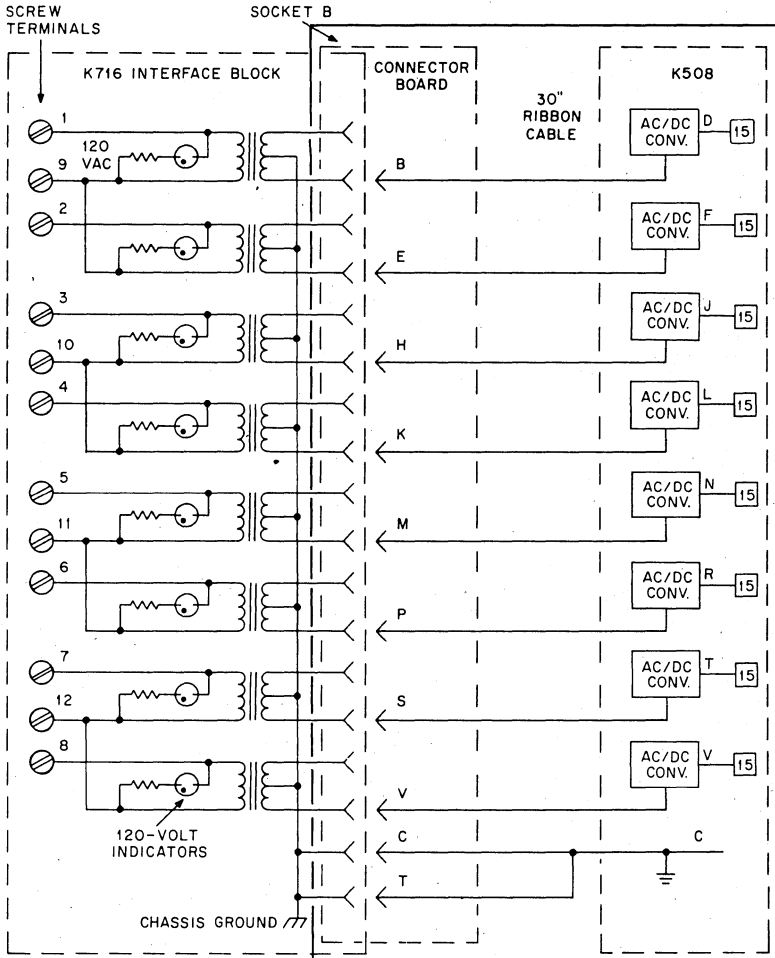 SCREW
TERMINALS
SOCKET B
K716 INTERFACE BLOCK
CONNECTOR
BOARD
30"
RIBBON
CABLE
K508
1
120
VAC
9
B
AC/DC
CONV.
D
15
2
E
AC/DC
CONV.
F
15
3
10
H
AC/DC
CONV.
J
15
4
K
AC/DC
CONV.
L
15
5
11
M
AC/DC
CONV.
N
15
6
P
AC/DC
CONV.
R
15
7
12
S
AC/DC
CONV.
T
15
8
V
AC/DC
CONV.
V
15
120-VOLT
INDICATORS
C
C
T
CHASSIS GROUND